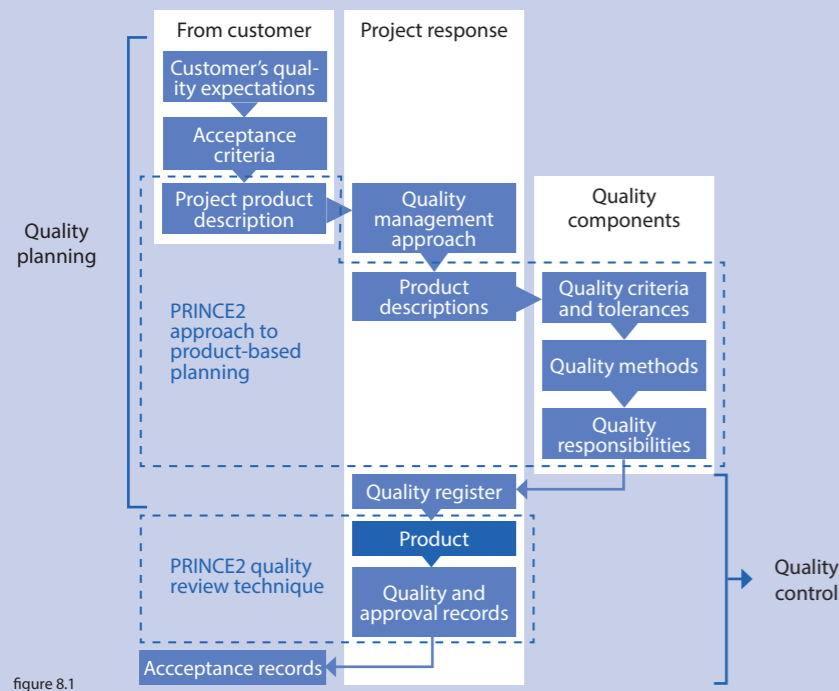 From customer
Project response
Customer's qual-
ity expectations
Acceptance
criteria
Project product
description
Quality
management
approach
Quality
components
Quality
planning
Product
descriptions
Quality criteria
and tolerances
PRINCE2
approach to
product-based
planning
Quality methods
Quality
responsibilities
Quality register
Product
PRINCE2 quality
review technique
Quality and
approval records
Quality
control
Accceptance records
figure 8.1